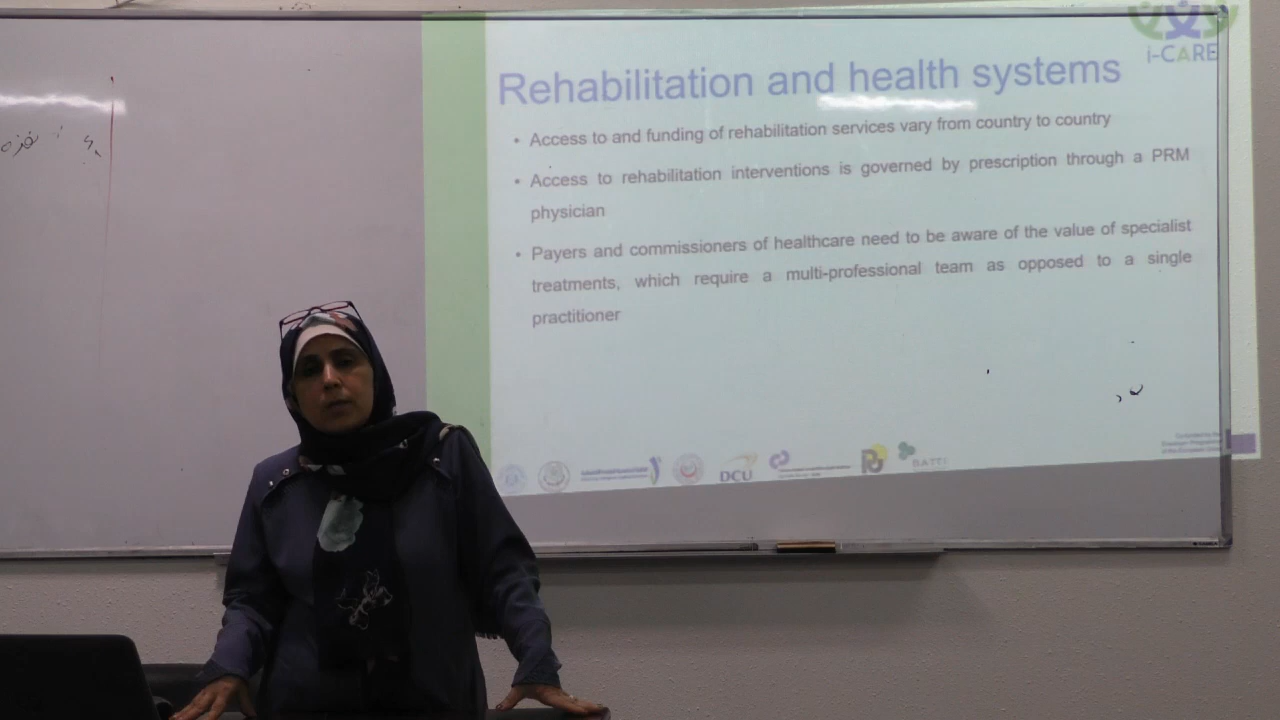 i-CARE
Rehabilitation and health systems
• Access to and funding of rehabilitation services vary from country to country
• Access to rehabilitation interventions is governed by prescription through a PRM
physician
• Payers and commissioners of healthcare need to be aware of the value of specialist
treatments, which require a multi-professional team as opposed to a single
practitioner
DCU